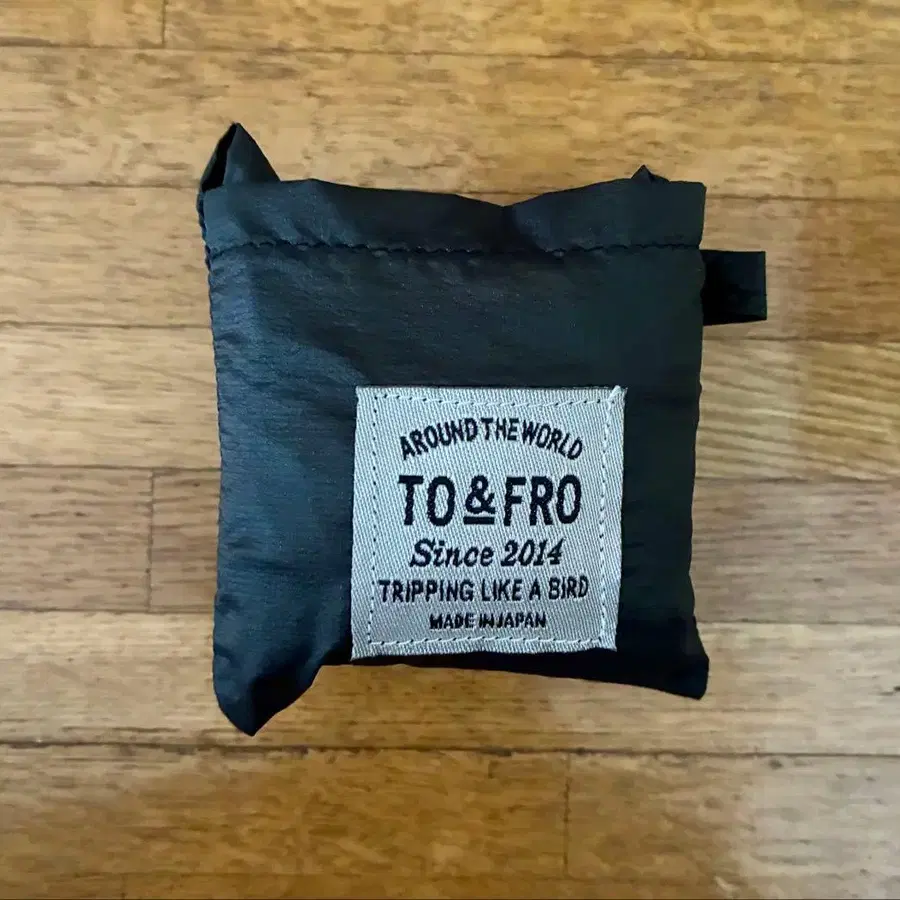 AROUND THE WORLD
TO & FRO
Since 2014
TRIPPING LIKE A BIRD
MADE IN JAPAN